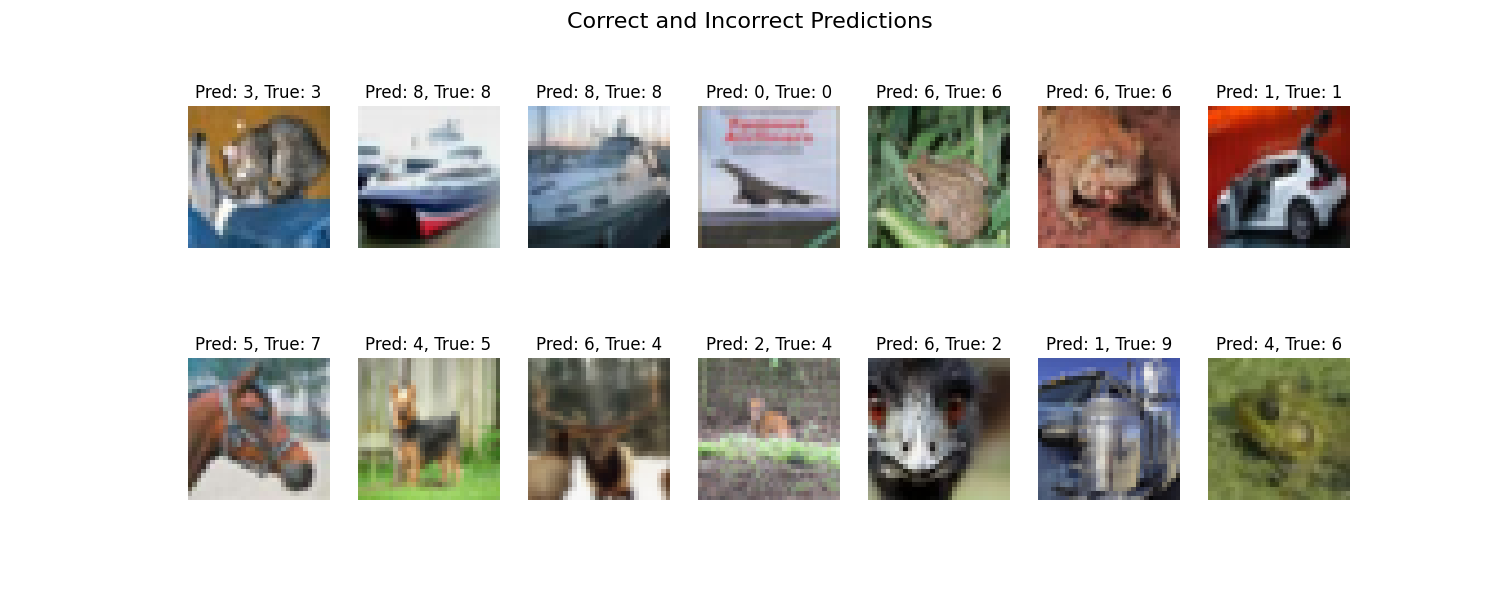 Correct and Incorrect Predictions
Pred: 3, True: 3
Pred: 8, True: 8
Pred: 8, True: 8
Pred: 0, True: 0
Pred: 6, True: 6
Pred: 6, True: 6
Pred: 1, True: 1
Pred: 5, True: 7
Pred: 4, True: 5
Pred: 6, True: 4
Pred: 2, True: 4
Pred: 6, True: 2
Pred: 1, True: 9
Pred: 4, True: 6